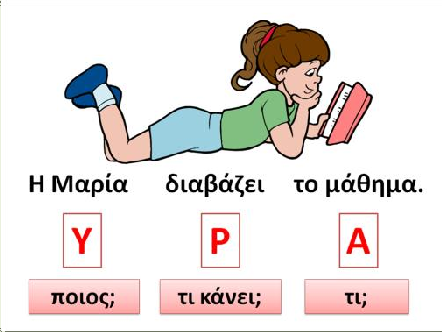 Η Μαρία διαβάζει το μάθημα.
Υ Ρ Α
ποιος; τι κάνει; τι;